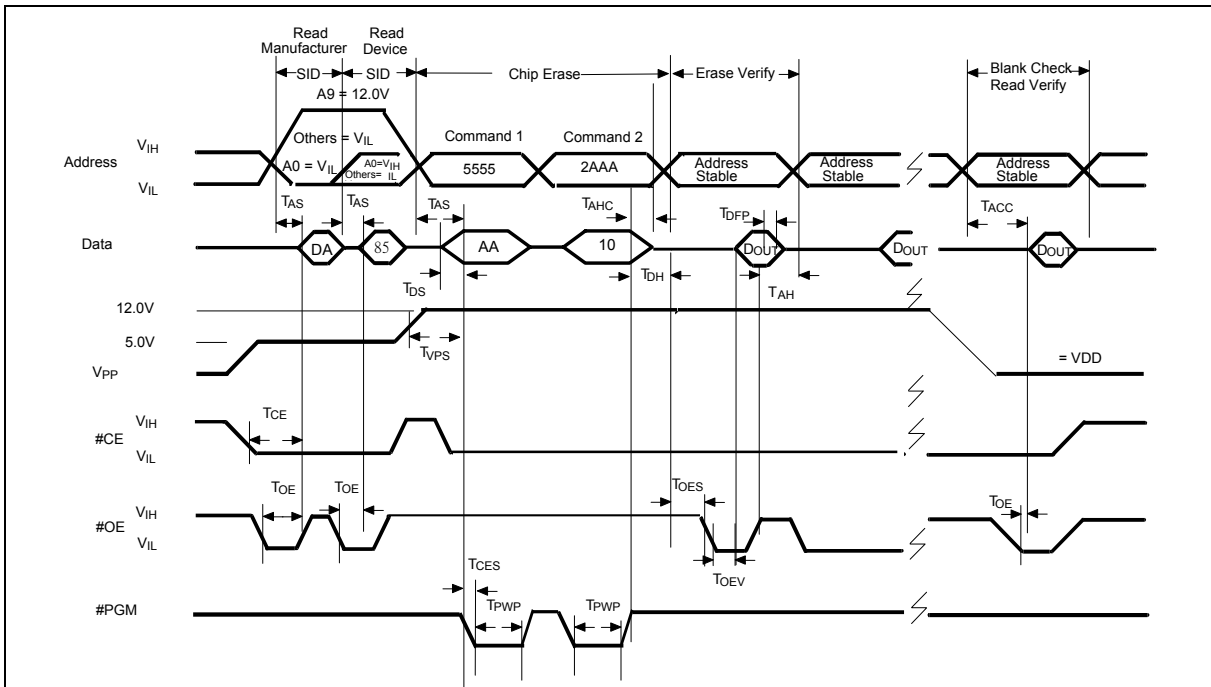 Read
Manufacturer
SID
Read
Device
SID
Chip Erase
Erase Verify
Blank Check
Read Verify
A9 = 12.0V
Others = VIL
Command 1
Command 2
Address
VIH
VIL
A0 = VIL
A0=VIH
Others= IL
5555
2AAA
Address
Stable
Address
Stable
Address
Stable
TAS
TAS
TAS
TAHC
TDFP
TACC
Data
DA
85
AA
10
DOUT
DOUT
DOUT
TDS
TDH
TAH
12.0V
5.0V
VPP
TVPS
= VDD
#CE
VIH
VIL
TCE
#OE
VIH
VIL
TOE
TOE
TOES
TOE
TOEV
TCES
#PGM
TPWP
TPWP